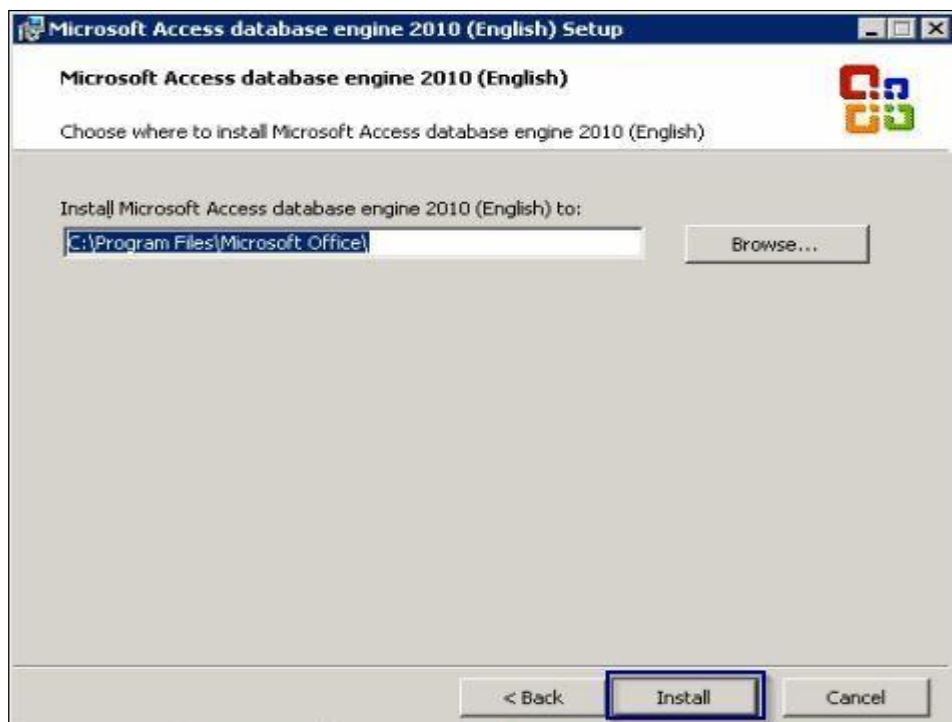 Microsoft Access database engine 2010 (English) Setup
Microsoft Access database engine 2010 (English)
Choose where to install Microsoft Access database engine 2010 (English)
Install Microsoft Access database engine 2010 (English) to:
C:\Program Files\Microsoft Office\
Browse...
< Back
Install
Cancel